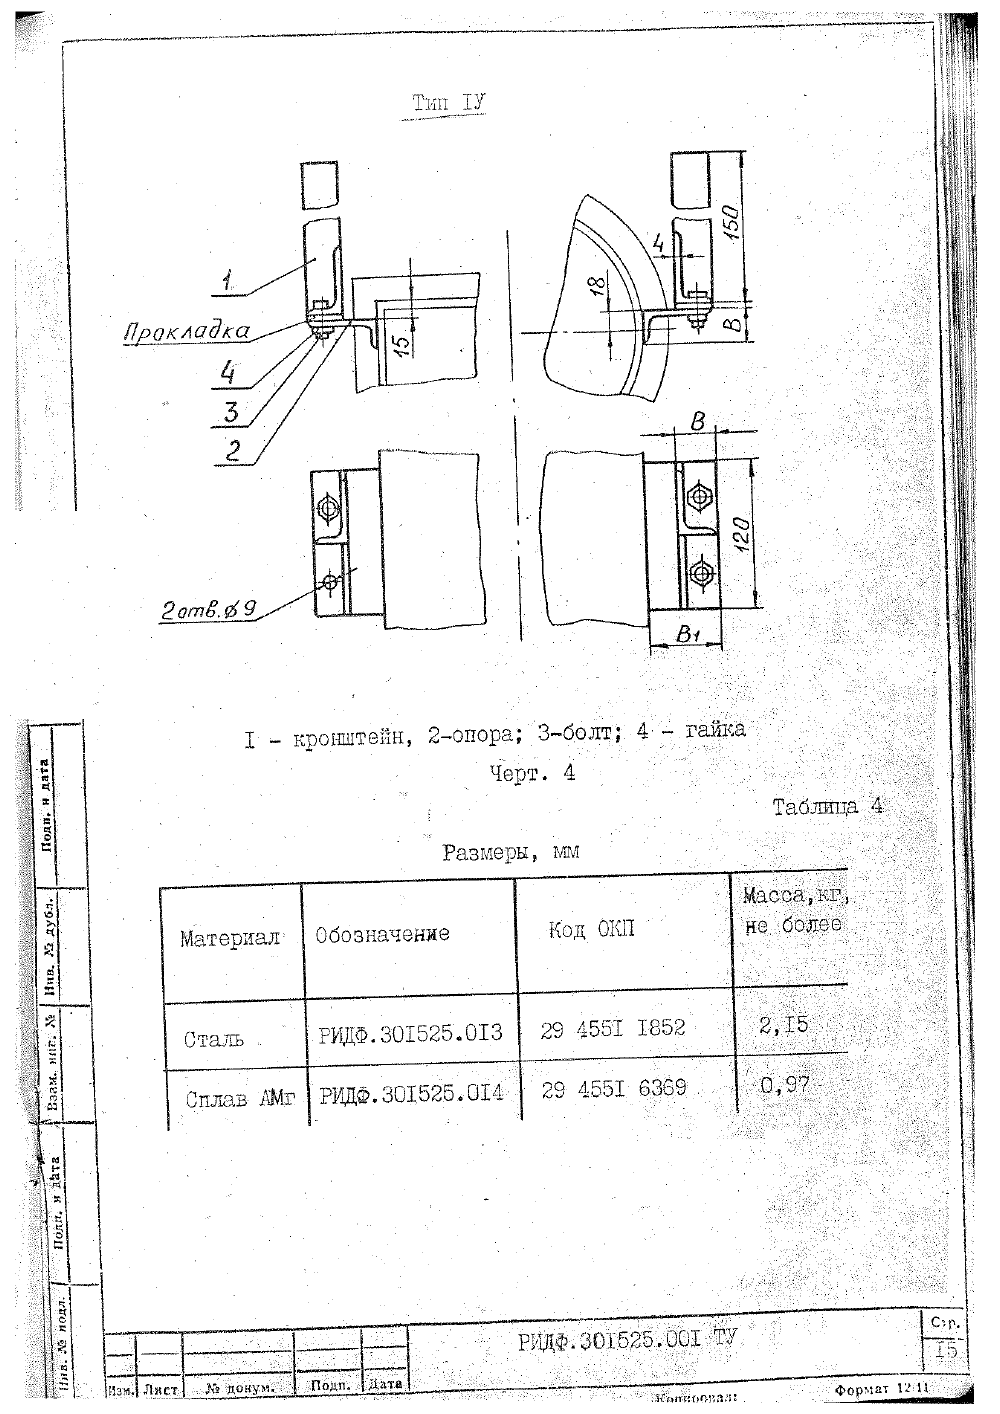 Тип IУ
1
Прокладка
4
3
2
15
18
4
150
В
В
120
В1
2 отв. ⌀9
I - кронштейн, 2-опора; 3-болт; 4 - гайка
Черт. 4
Таблица 4
Размеры, мм
Материал
Обозначение
Код ОКП
Масса, кг,
не более
Сталь
РИДФ.30I525.0I3
29 455I I852
2,I5
Сплав АМг
РИДФ.30I525.0I4
29 455I 6369
0,97
Подп. и дата
Инв. № дубл.
Взам. инв. №
Подп. и дата
Инв. № подл.
Изм.
Лист
№ докум.
Подп.
Дата
РИДФ.30I525.00I ТУ
Стр.
I5
Копировал:
Формат 12 11